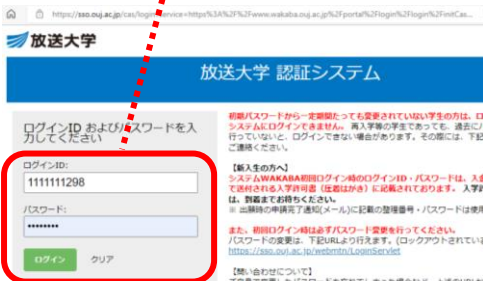 https://sso.ouj.ac.jp/cas/login?service=https%3A%2F%2Fwww.wakaba.ouj.ac.jp%2Fportal%2Flogin%2Flogin%2FinitCas...
放送大学
放送大学 認証システム
ログインID およびパスワードを入
力してください
ログインID:
1111111298
パスワード:
••••••••
ログイン クリア
初期パスワードから一定期間たっても変更されていない学生の方は、ロ
システムにログインできません。 再入学等の学生であっても、過去にパ
行っていないと、ログインできない場合があります。その際には、下記
ご連絡ください。
【新入生の方へ】
システムWAKABA初回ログイン時のログインID・パスワードは、入
で送付される入学許可書（圧着はがき）に記載されております。 入学
は、到着までお待ちください。
※ 出願時の申請完了通知(メール)に記載の整理番号・パスワードは使用
また、初回ログイン時は必ずパスワード変更を行ってください。
パスワードの変更は、下記URLより行えます。(ロックアウトされてい
https://sso.ouj.ac.jp/webmtn/LoginServlet
【問い合わせについて】